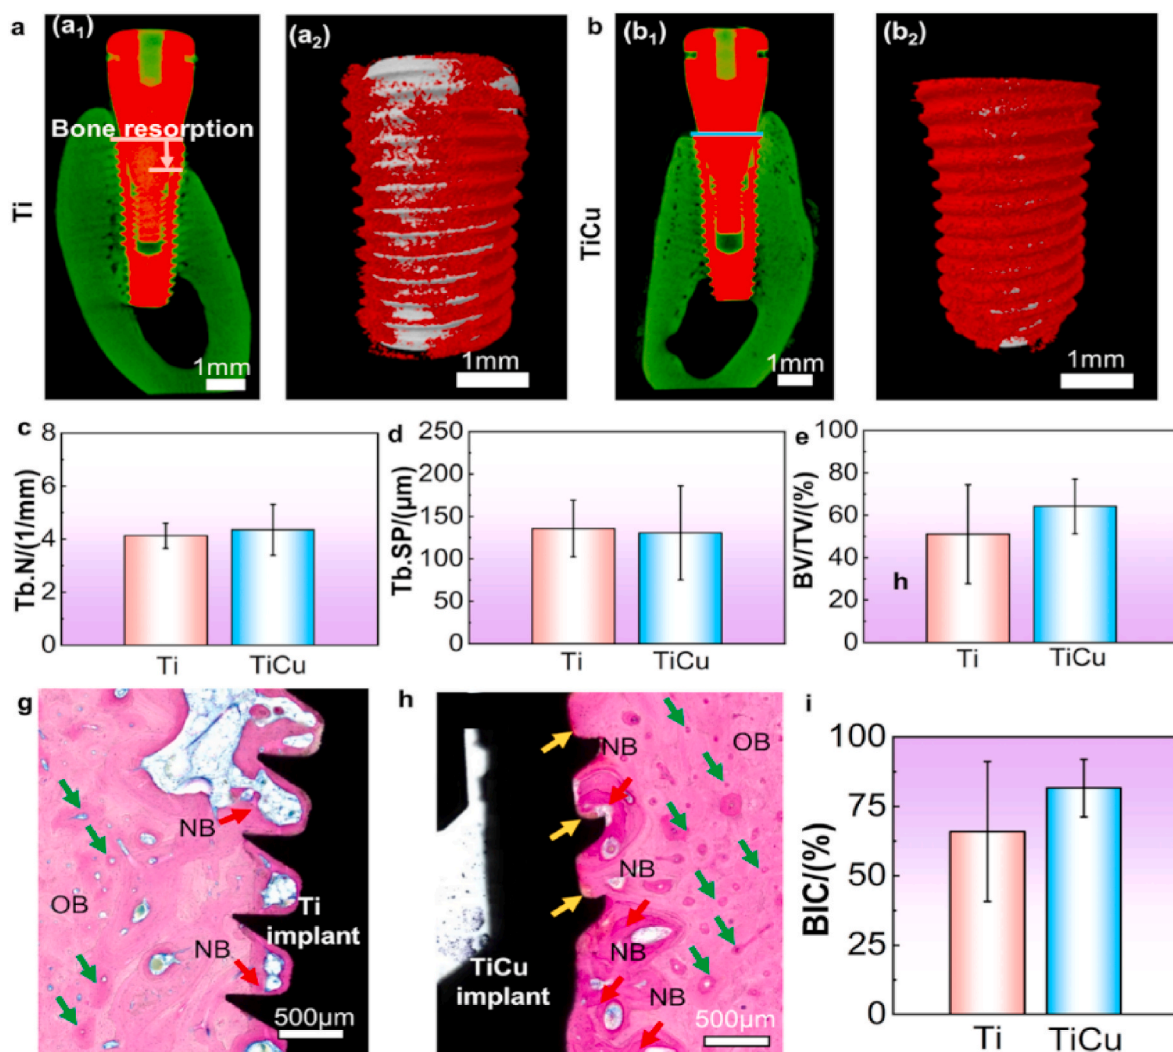 a
(a₁)
Bone resorption
Ti
1mm
(a₂)
1mm
b
(b₁)
TiCu
1mm
(b₂)
1mm
c
Tb.N/(1/mm)
8
6
4
2
0
Ti
TiCu
d
Tb.SP/(μm)
250
200
150
100
50
0
Ti
TiCu
e
BV/TV/(%)
100
80
60
40
20
0
h
Ti
TiCu
g
NB
OB
NB
Ti
implant
500μm
h
NB
OB
NB
NB
NB
TiCu
implant
500μm
i
BIC/(%)
100
75
50
25
0
Ti
TiCu